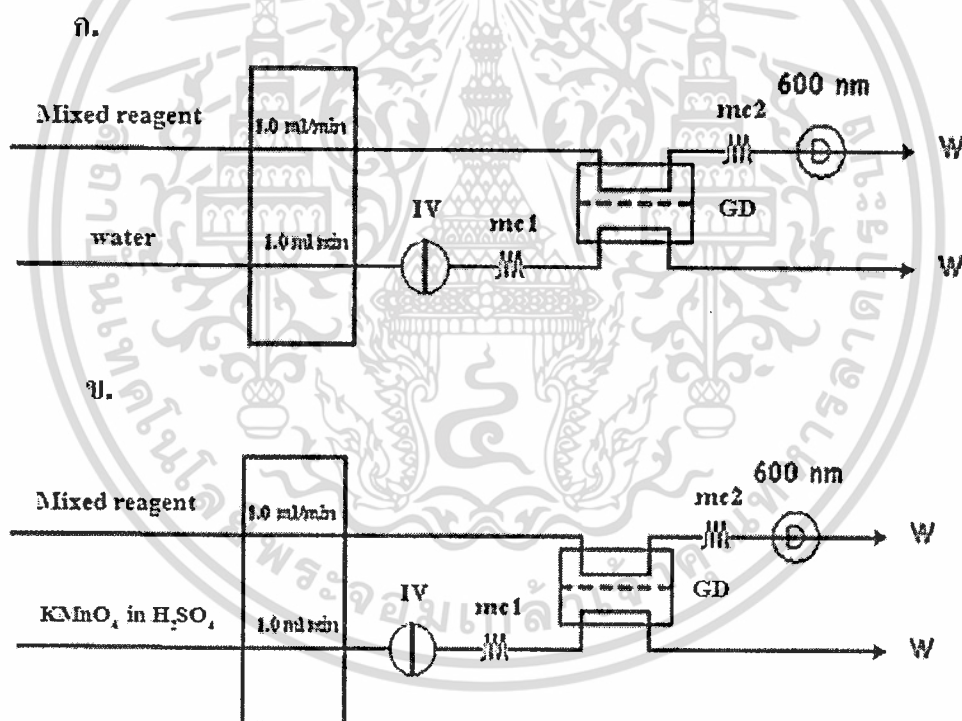 ก.
600 nm
Mixed reagent
1.0 ml/min
mc2
D
W
IV
mc1
GD
water
1.0 ml/min
W
ข.
600 nm
Mixed reagent
1.0 ml/min
mc2
D
W
IV
mc1
GD
KMnO₄ in H₂SO₄
1.0 ml/min
W